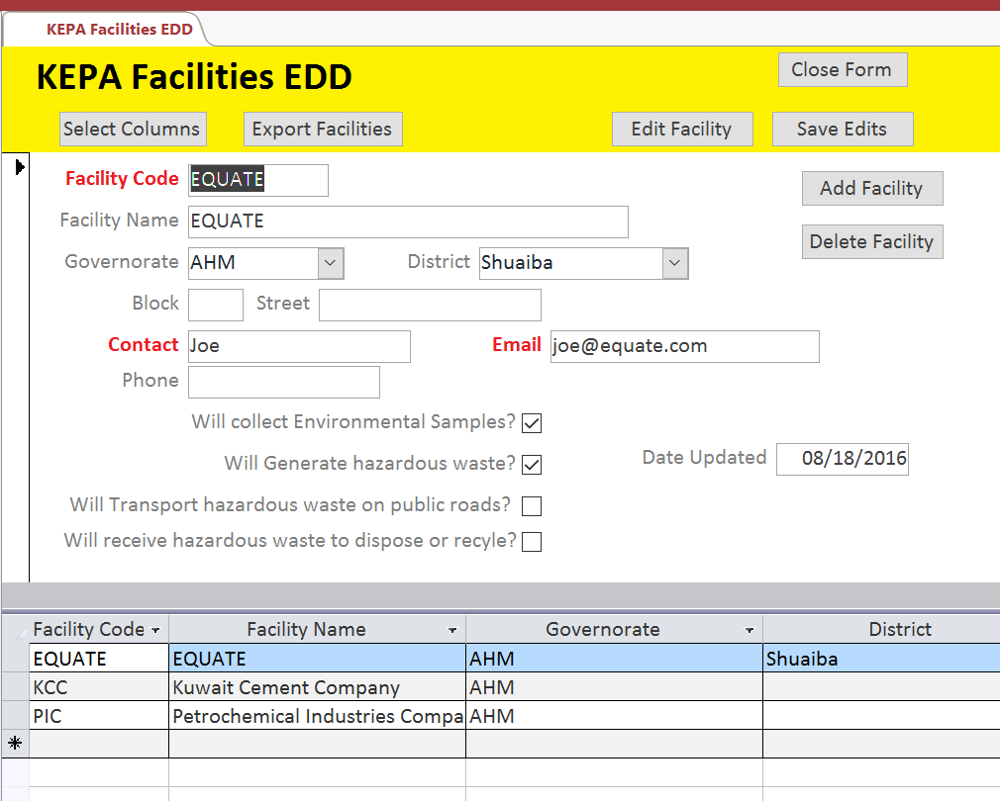 KEPA Facilities EDD
KEPA Facilities EDD
Close Form
Select Columns Export Facilities Edit Facility Save Edits
Facility Code EQUATE
Add Facility
Facility Name EQUATE
Delete Facility
Governorate AHM District Shuaiba
Block Street
Contact Joe Email joe@equate.com
Phone
Will collect Environmental Samples?
Will Generate hazardous waste?
Date Updated 08/18/2016
Will Transport hazardous waste on public roads?
Will receive hazardous waste to dispose or recyle?
Facility Code Facility Name Governorate District
EQUATE EQUATE AHM Shuaiba
KCC Kuwait Cement Company AHM
PIC Petrochemical Industries Compa AHM